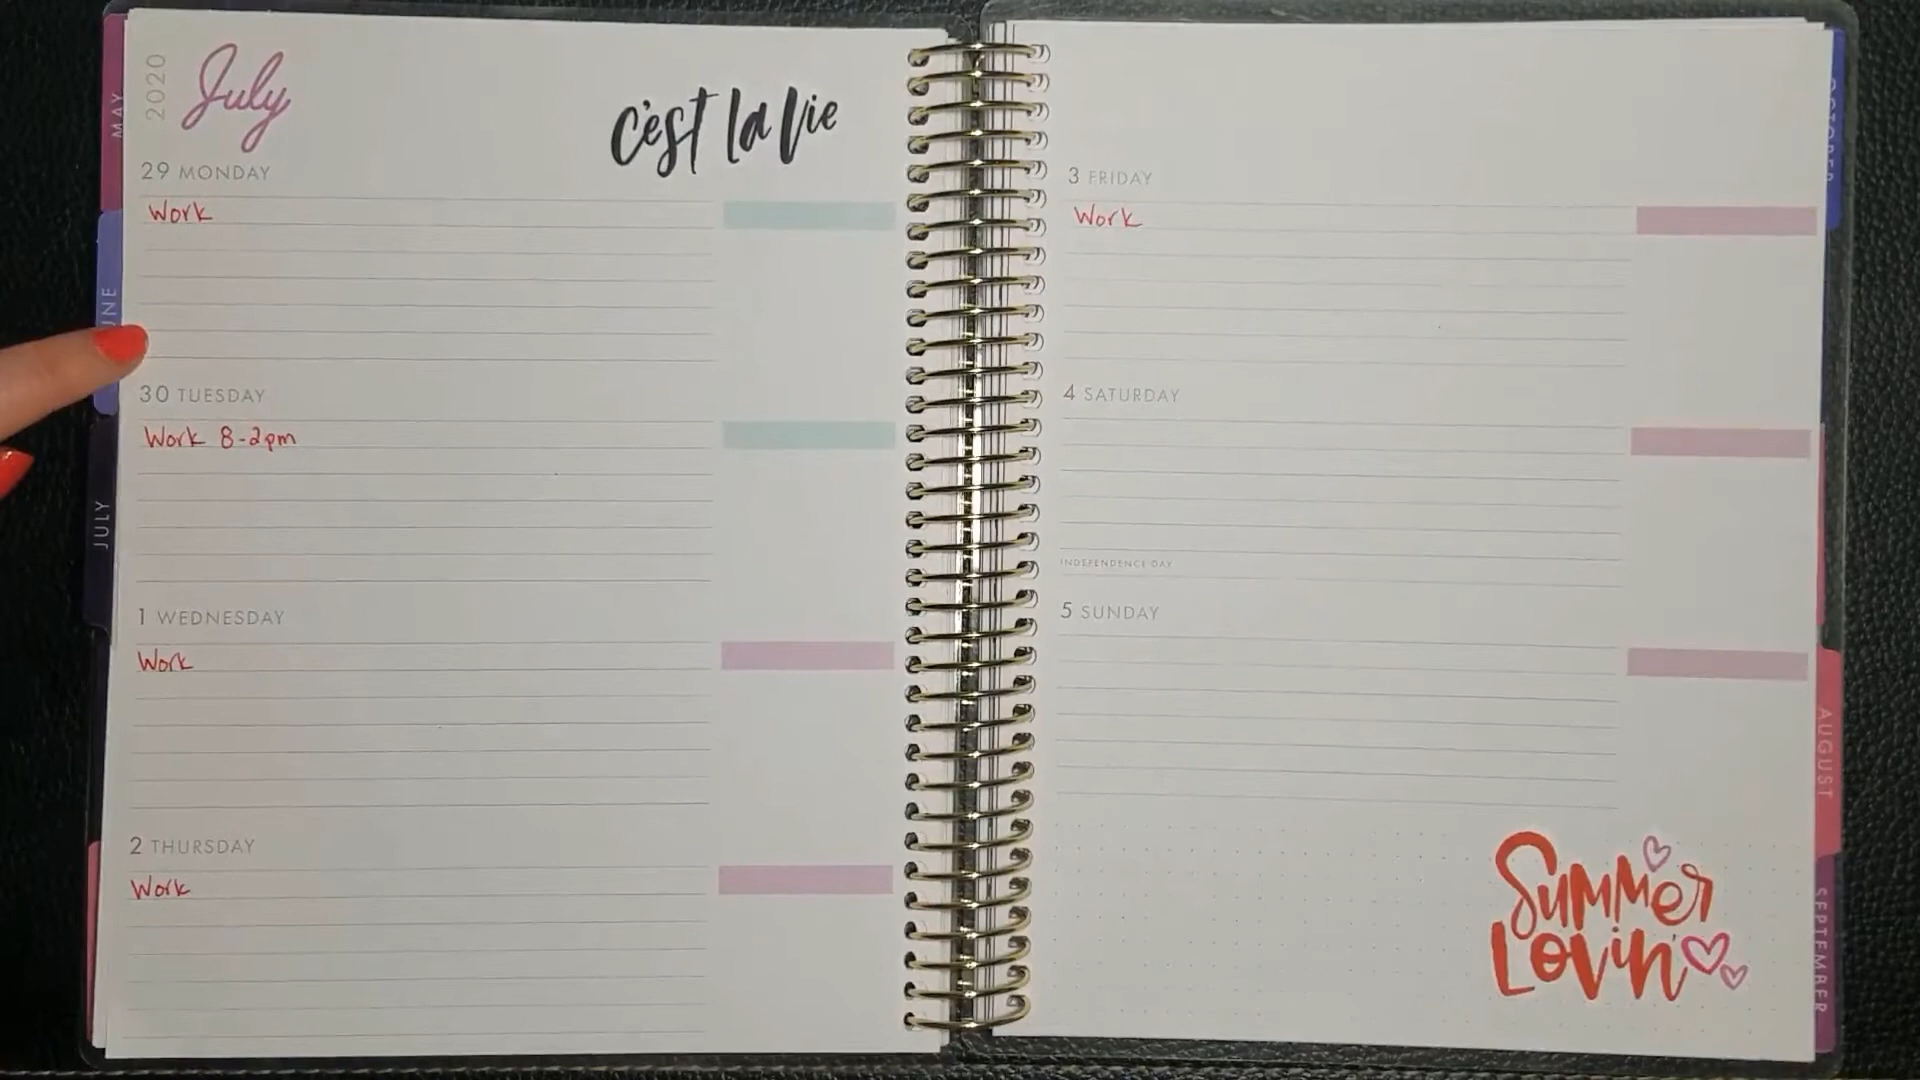 MAY
2020
July
c'est la vie
29 MONDAY
Work
30 TUESDAY
Work 8-2pm
1 WEDNESDAY
Work
2 THURSDAY
Work
JULY
3 FRIDAY
Work
4 SATURDAY
INDEPENDENCE DAY
5 SUNDAY
Summer
Lovin'
OCTOBER
AUGUST
SEPTEMBER